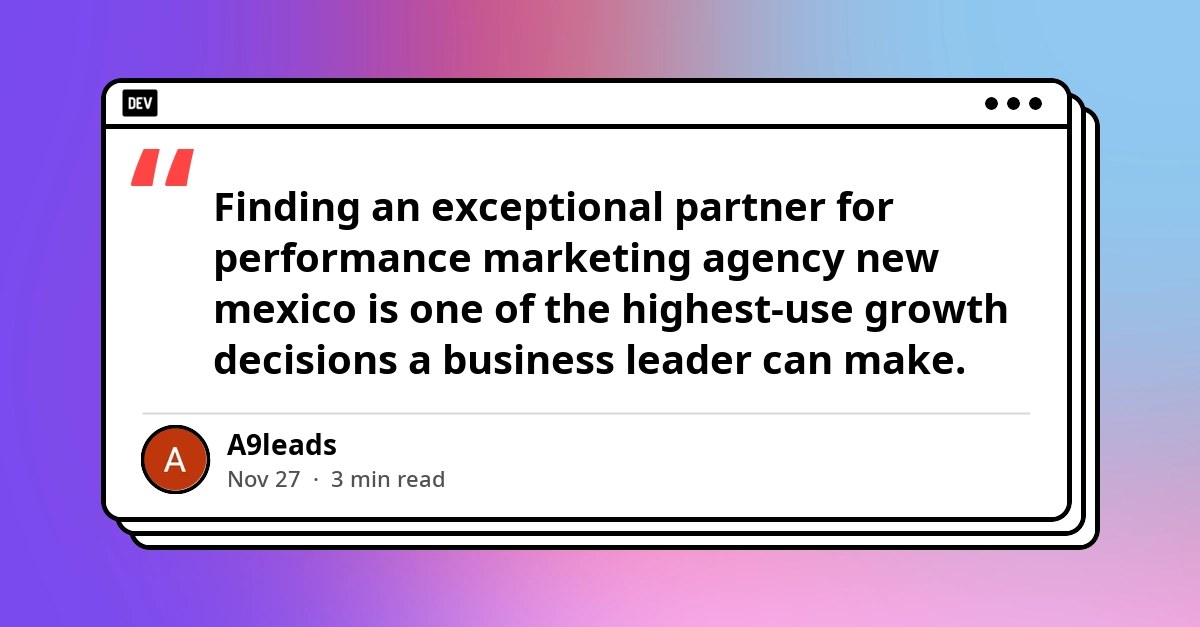 DEV
Finding an exceptional partner for
performance marketing agency new
mexico is one of the highest-use growth
decisions a business leader can make.
A
A9leads
Nov 27 · 3 min read